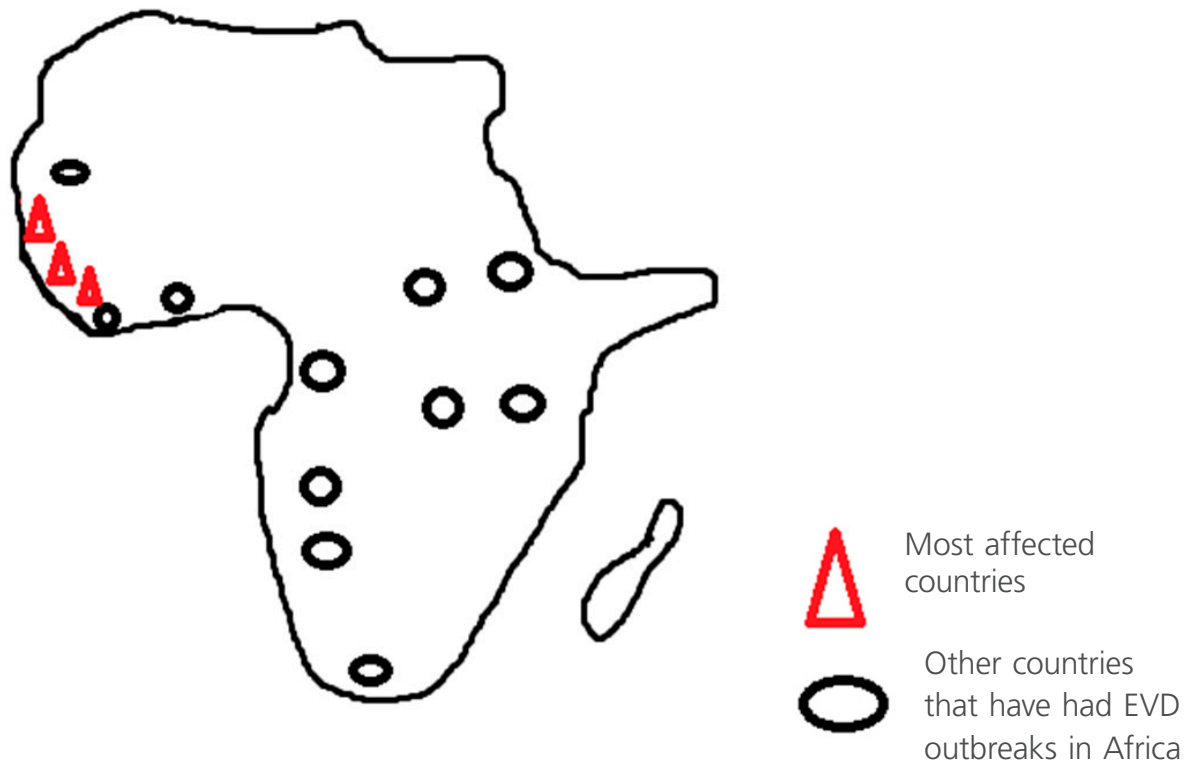 Most affected
countries
Other countries
that have had EVD
outbreaks in Africa